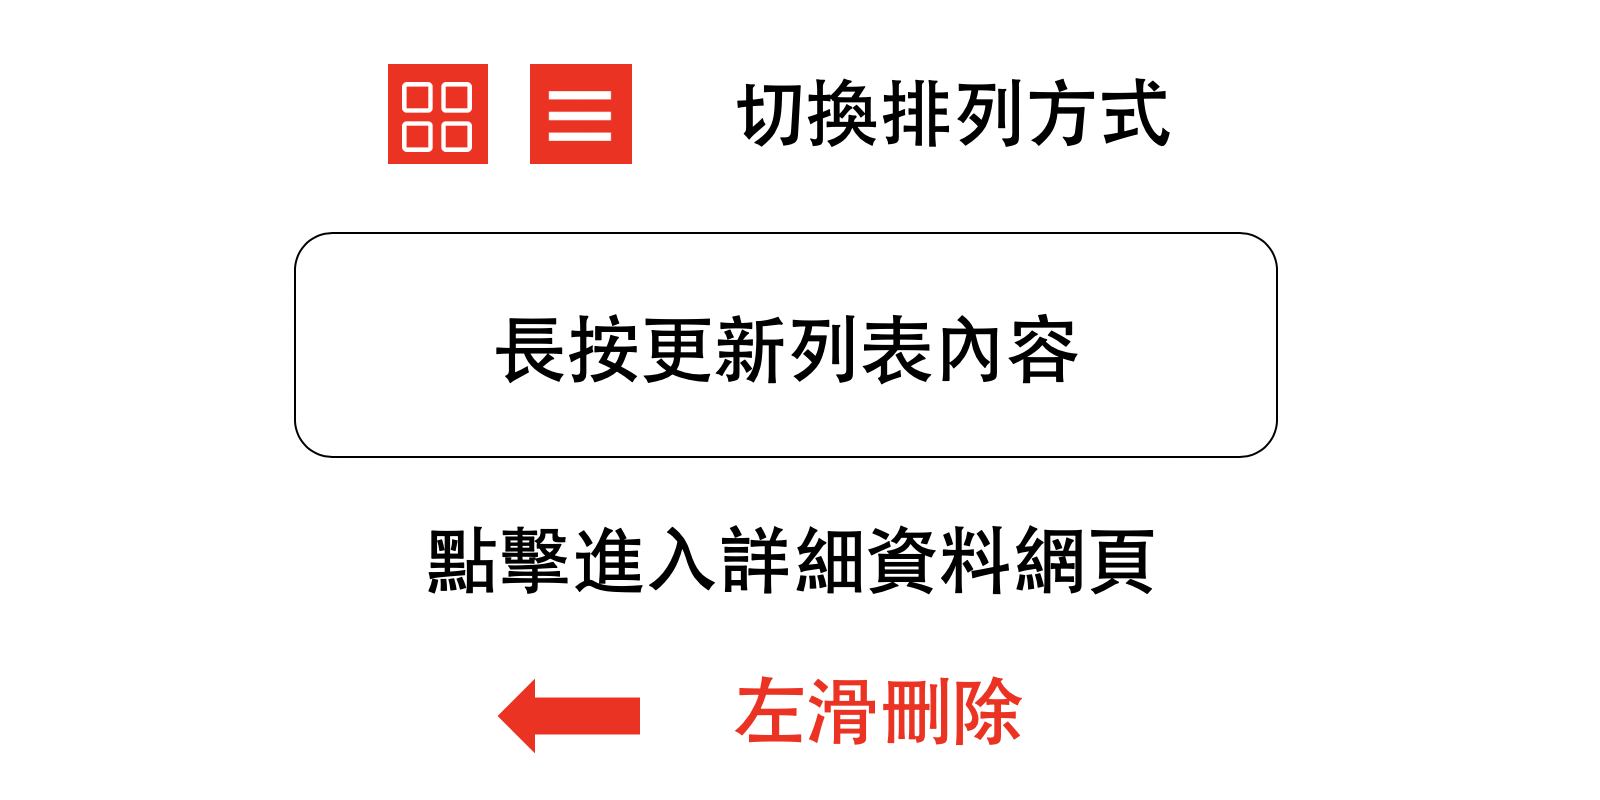 切換排列方式
長按更新列表內容
點擊進入詳細資料網頁
左滑刪除